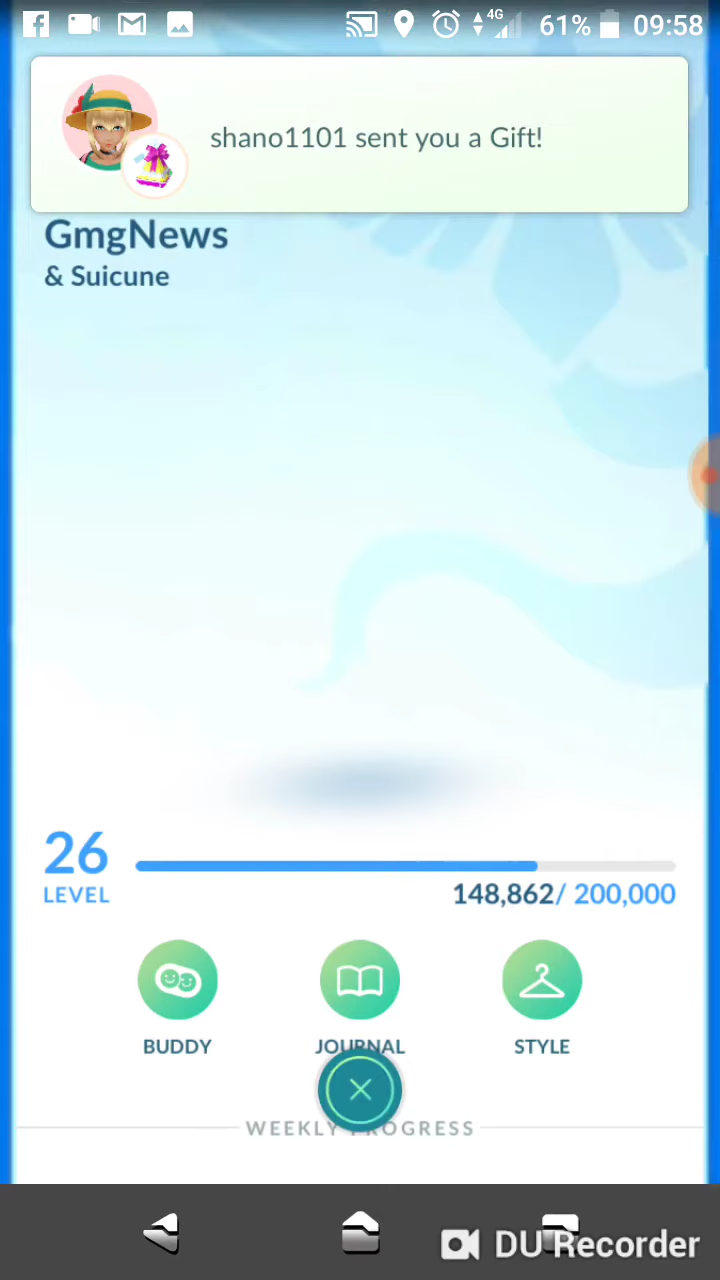 4G 61% 09:58
shano1101 sent you a Gift!
GmgNews
& Suicune
26
LEVEL
148,862/ 200,000
BUDDY JOURNAL STYLE
WEEKLY PROGRESS
DU Recorder